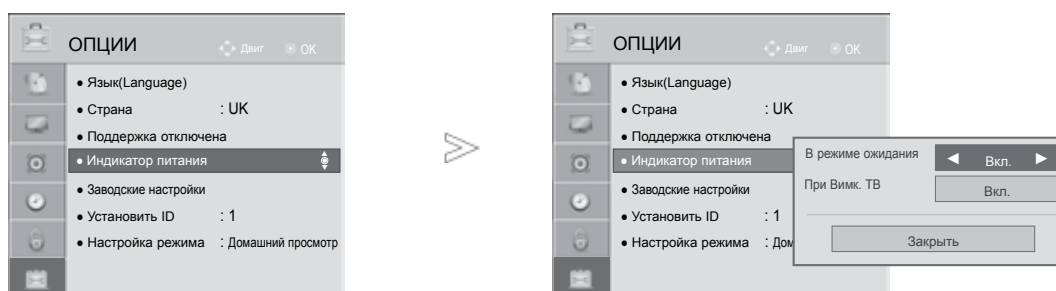 ОПЦИИ
Двиг ОК
• Язык(Language)
• Страна : UK
• Поддержка отключена
• Индикатор питания
• Заводские настройки
• Установить ID : 1
• Настройка режима : Домашний просмотр
ОПЦИИ
Двиг ОК
• Язык(Language)
• Страна : UK
• Поддержка отключена
• Индикатор питания
• Заводские настройки
• Установить ID : 1
• Настройка режима : Дом
В режиме ожидания ◄ Вкл. ►
При Вимк. ТВ Вкл.
Закрыть